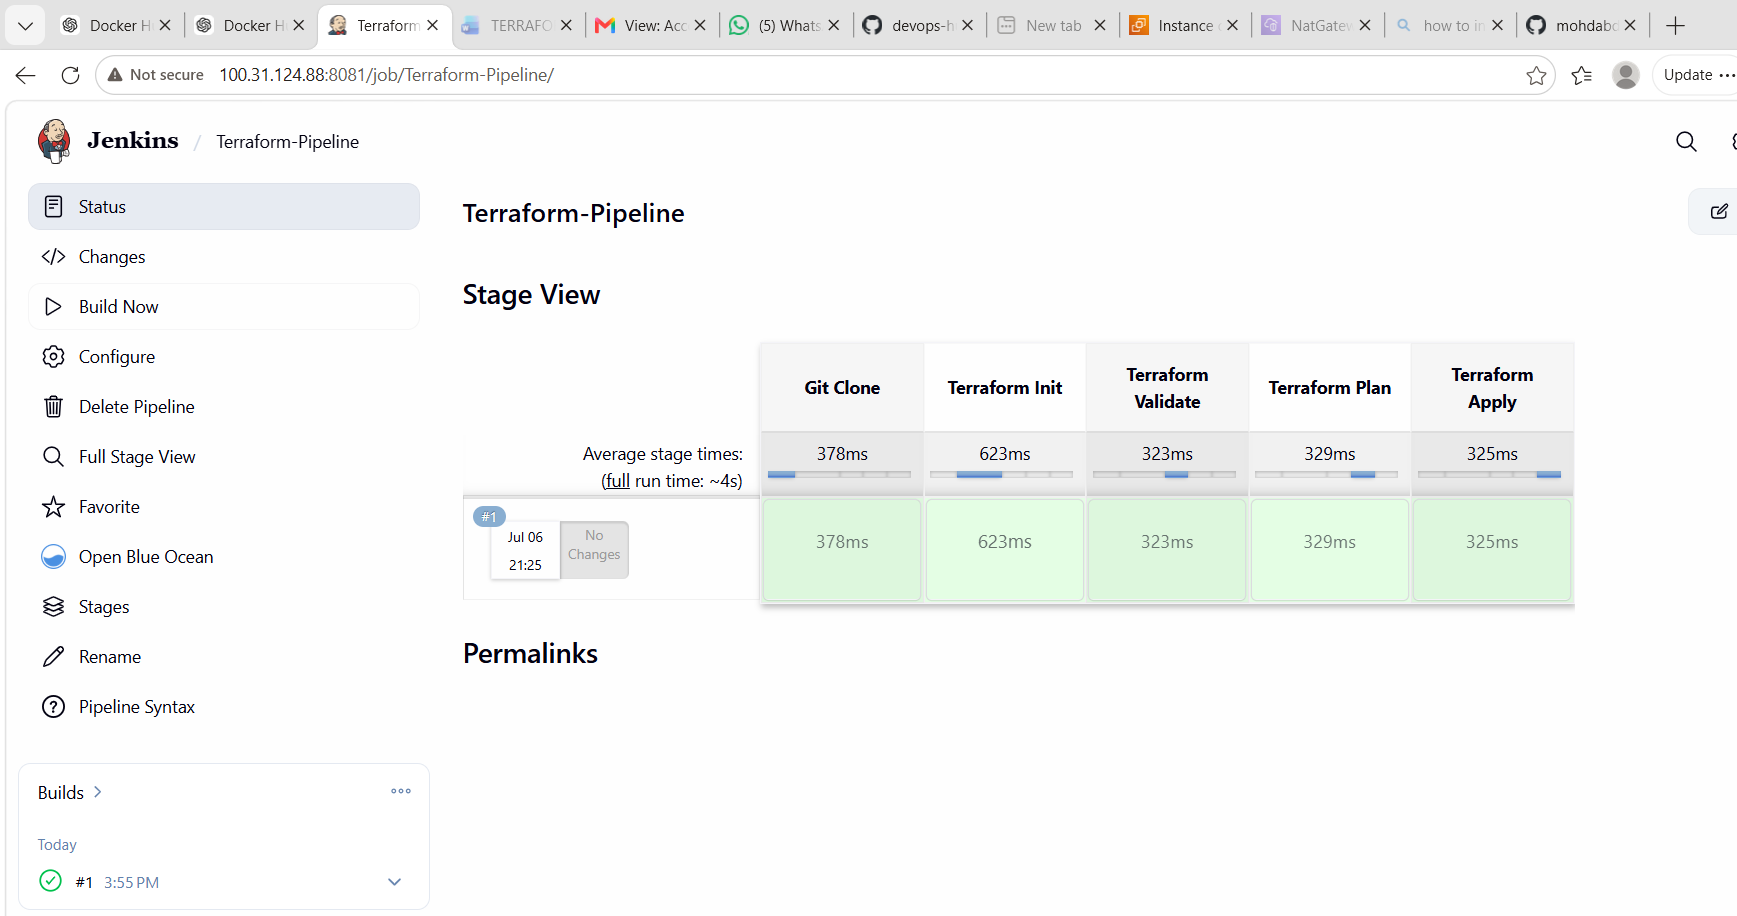 Docker H
Docker H
Terraform
TERRAFO
View: Acc
(5) Whats
devops-h
New tab
Instance
NatGatew
how to in
mohdabd
Not secure 100.31.124.88:8081/job/Terraform-Pipeline/
Update
Jenkins / Terraform-Pipeline
Status
Changes
Build Now
Configure
Delete Pipeline
Full Stage View
Favorite
Open Blue Ocean
Stages
Rename
Pipeline Syntax
Builds
Today
#1 3:55 PM
Terraform-Pipeline
Stage View
Git Clone
Terraform Init
Terraform
Validate
Terraform Plan
Terraform
Apply
Average stage times:
(full run time: ~4s)
378ms
623ms
323ms
329ms
325ms
#1
Jul 06
21:25
No
Changes
378ms
623ms
323ms
329ms
325ms
Permalinks